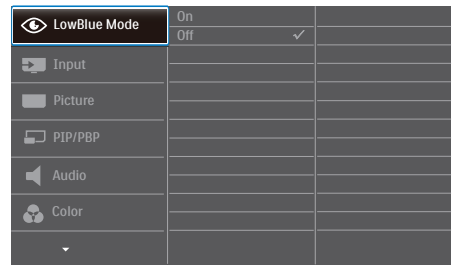 LowBlue Mode
On
Off
Input
Picture
PIP/PBP
Audio
Color